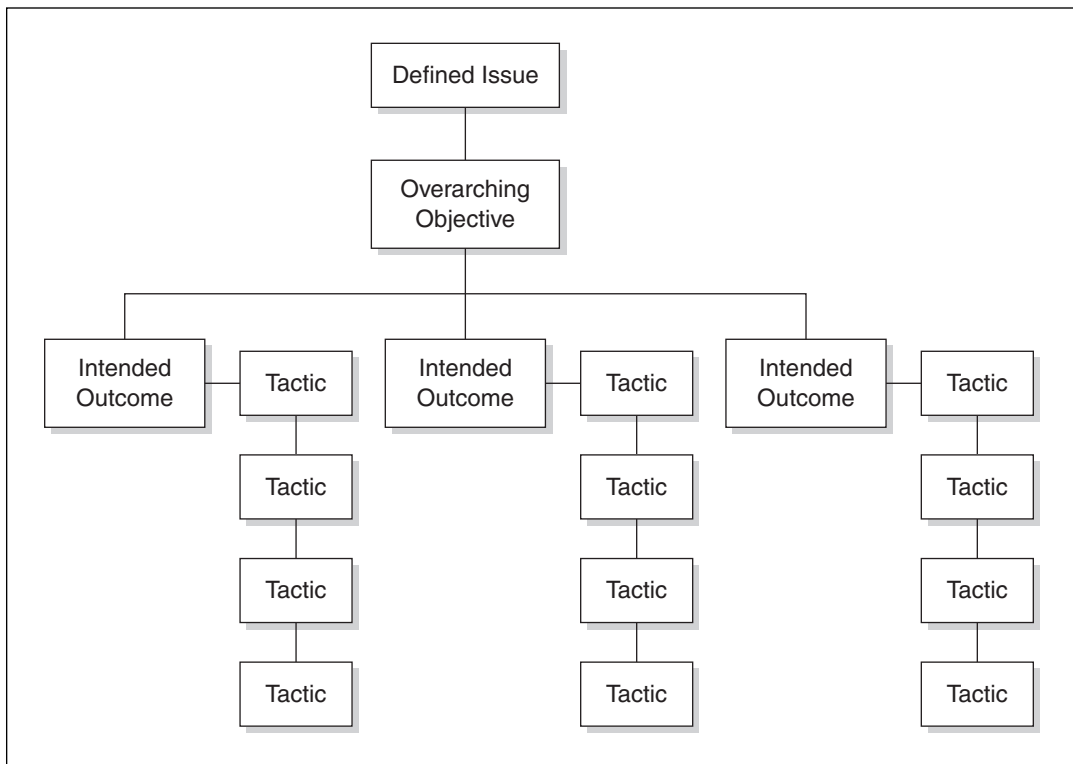 Defined Issue
Overarching
Objective
Intended
Outcome
Tactic
Intended
Outcome
Tactic
Intended
Outcome
Tactic
Tactic
Tactic
Tactic
Tactic
Tactic
Tactic
Tactic
Tactic
Tactic